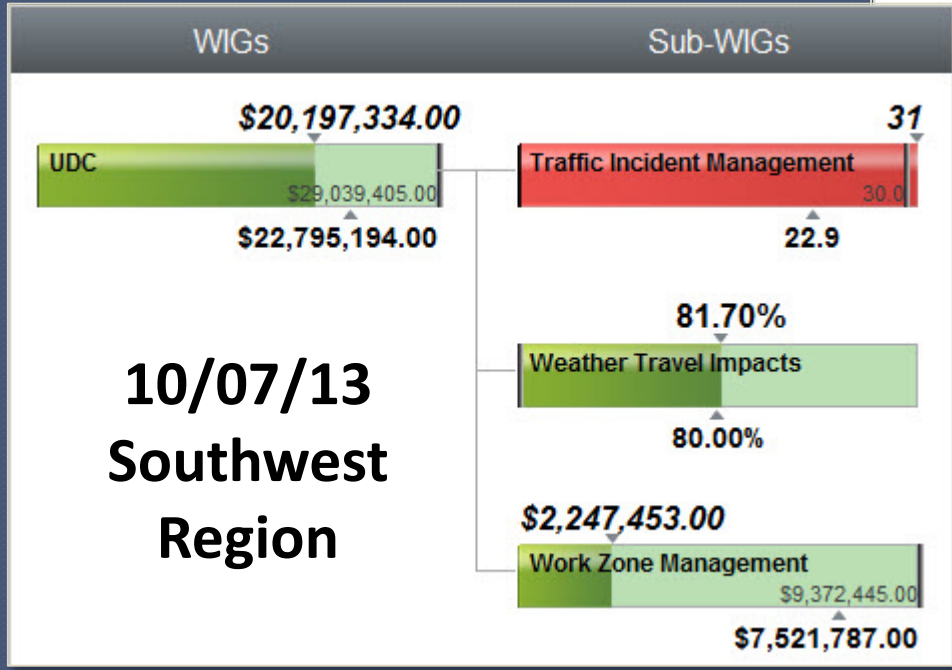 WIGs
Sub-WIGs
$20,197,334.00
UDC
$29,039,405.00
$22,795,194.00
31
Traffic Incident Management
30.0
22.9
81.70%
Weather Travel Impacts
80.00%
$2,247,453.00
Work Zone Management
$9,372,445.00
$7,521,787.00
10/07/13
Southwest
Region